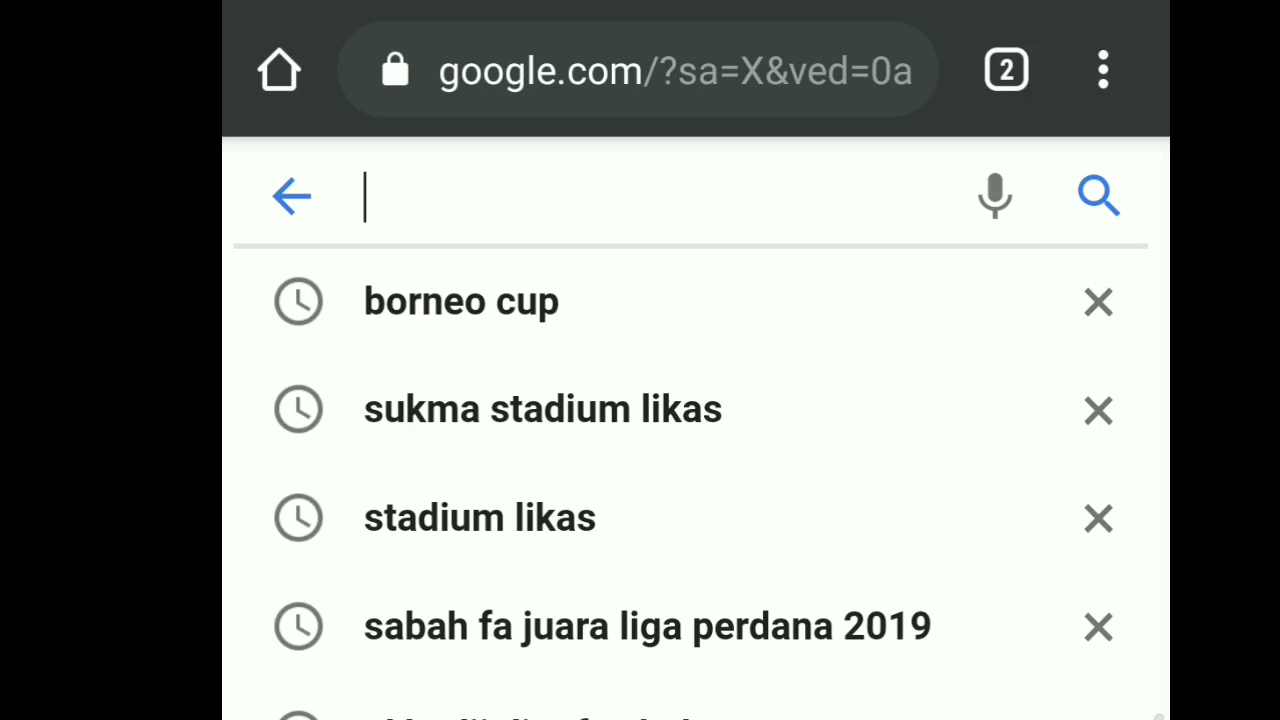 google.com/?sa=X&ved=0a
2
borneo cup
sukma stadium likas
stadium likas
sabah fa juara liga perdana 2019